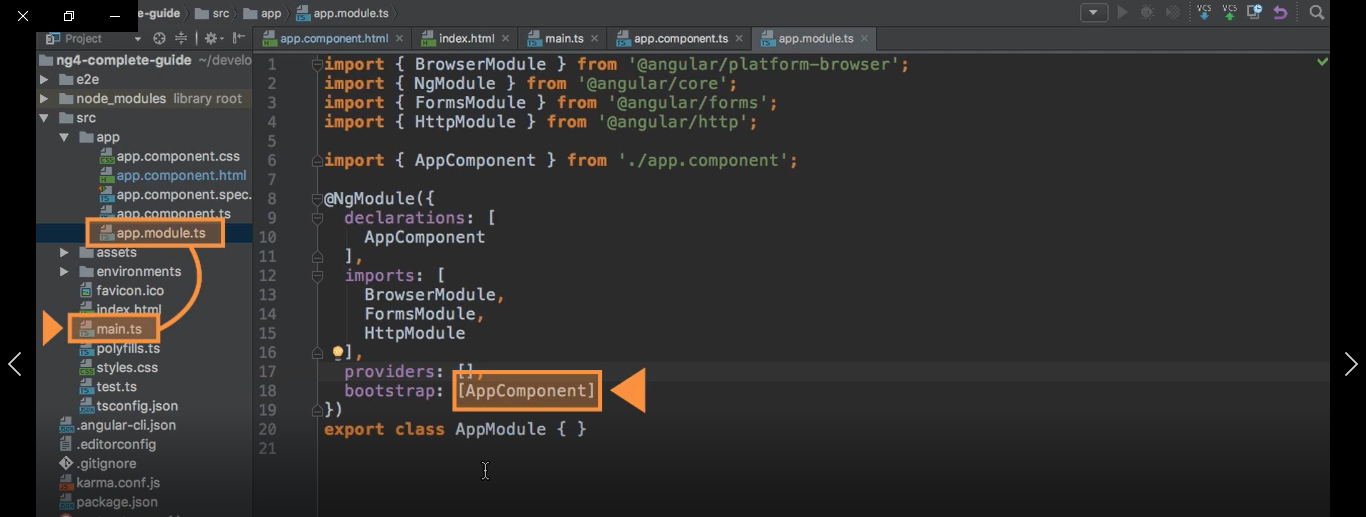 e-guide src app app.module.ts
Project
app.component.html index.html main.ts app.component.ts app.module.ts
ng4-complete-guide ~/develo
e2e
node_modules library root
src
app
app.component.css
app.component.html
app.component.spec.
app.component.ts
app.module.ts
assets
environments
favicon.ico
index.html
main.ts
polyfills.ts
styles.css
test.ts
tsconfig.json
.angular-cli.json
.editorconfig
.gitignore
karma.conf.js
package.json
VCS VCS
1 import { BrowserModule } from '@angular/platform-browser';
2 import { NgModule } from '@angular/core';
3 import { FormsModule } from '@angular/forms';
4 import { HttpModule } from '@angular/http';
5
6 import { AppComponent } from './app.component';
7
8 @NgModule({
9 declarations: [
10 AppComponent
11 ],
12 imports: [
13 BrowserModule,
14 FormsModule,
15 HttpModule
16 ],
17 providers: [],
18 bootstrap: [AppComponent]
19 })
20 export class AppModule { }
21